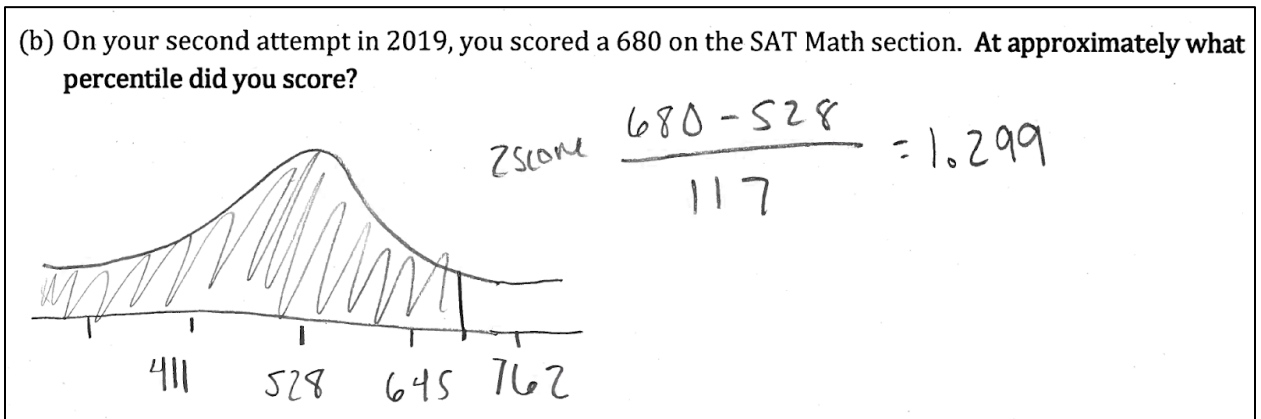 (b) On your second attempt in 2019, you scored a 680 on the SAT Math section. At approximately what
percentile did you score?
680 - 528
Zscore = 1.299
117
411 528 645 762